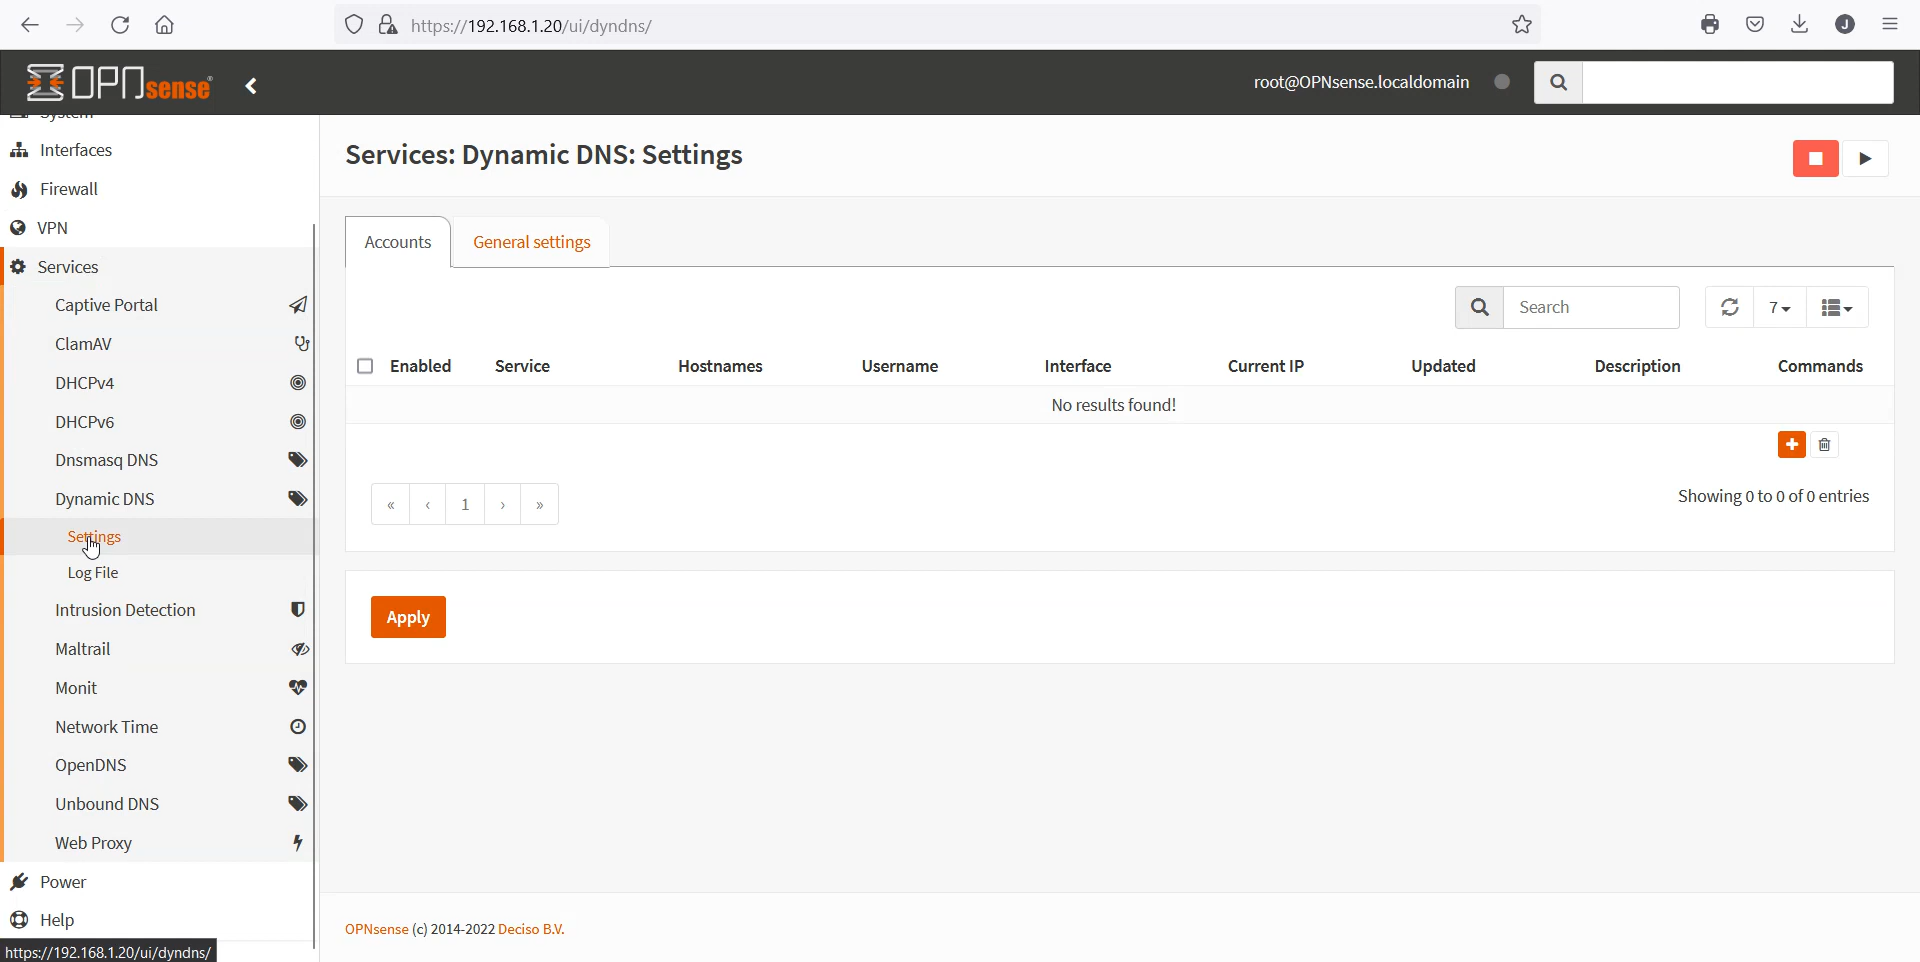 https://192.168.1.20/ui/dyndns/
J
OPNsense®
root@OPNsense.localdomain
System
Interfaces
Firewall
VPN
Services
Captive Portal
ClamAV
DHCPv4
DHCPv6
Dnsmasq DNS
Dynamic DNS
Settings
Log File
Intrusion Detection
Maltrail
Monit
Network Time
OpenDNS
Unbound DNS
Web Proxy
Power
Help
https://192.168.1.20/ui/dyndns/
Services: Dynamic DNS: Settings
Accounts
General settings
Search
7
Enabled Service Hostnames Username Interface Current IP Updated Description Commands
No results found!
« ‹ 1 › »
Showing 0 to 0 of 0 entries
Apply
OPNsense (c) 2014-2022 Deciso B.V.